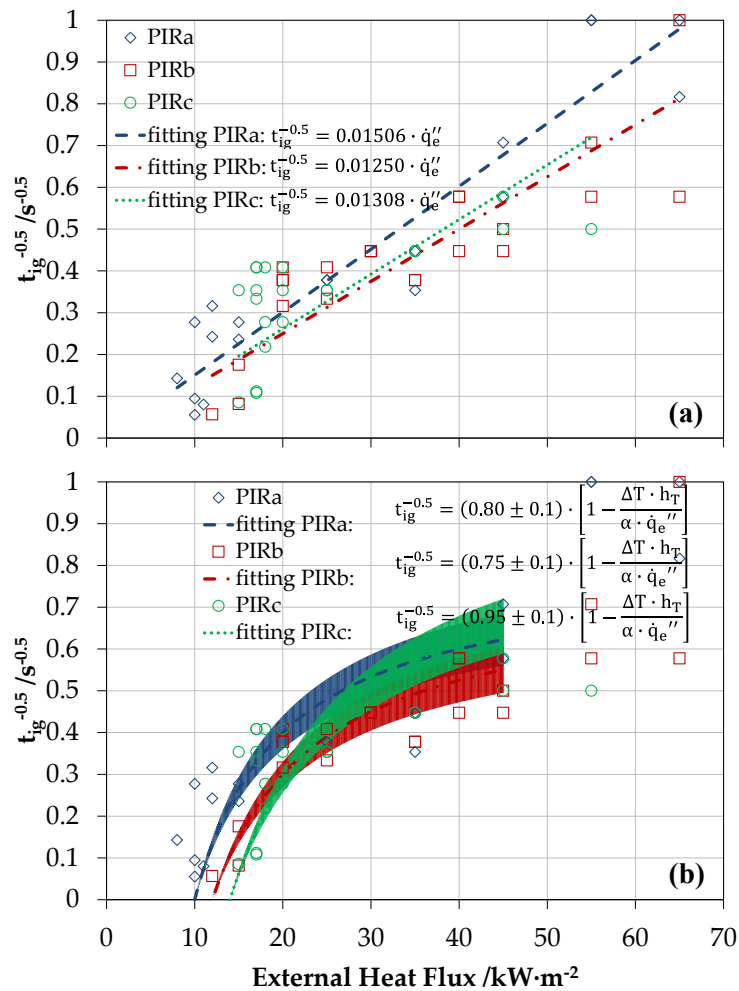 1
0.9
0.8
0.7
0.6
0.5
0.4
0.3
0.2
0.1
0
t_ig^-0.5 /s^-0.5
PIRa
PIRb
PIRc
fitting PIRa: t_ig^-0.5 = 0.01506 · q̇_e''
fitting PIRb: t_ig^-0.5 = 0.01250 · q̇_e''
fitting PIRc: t_ig^-0.5 = 0.01308 · q̇_e''
(a)
1
0.9
0.8
0.7
0.6
0.5
0.4
0.3
0.2
0.1
0
t_ig^-0.5 /s^-0.5
PIRa
fitting PIRa: t_ig^-0.5 = (0.80 ± 0.1) · [1 − (ΔT · h_T)/(α · q̇_e'')]
PIRb
fitting PIRb: t_ig^-0.5 = (0.75 ± 0.1) · [1 − (ΔT · h_T)/(α · q̇_e'')]
PIRc
fitting PIRc: t_ig^-0.5 = (0.95 ± 0.1) · [1 − (ΔT · h_T)/(α · q̇_e'')]
(b)
0 10 20 30 40 50 60 70
External Heat Flux /kW·m⁻²